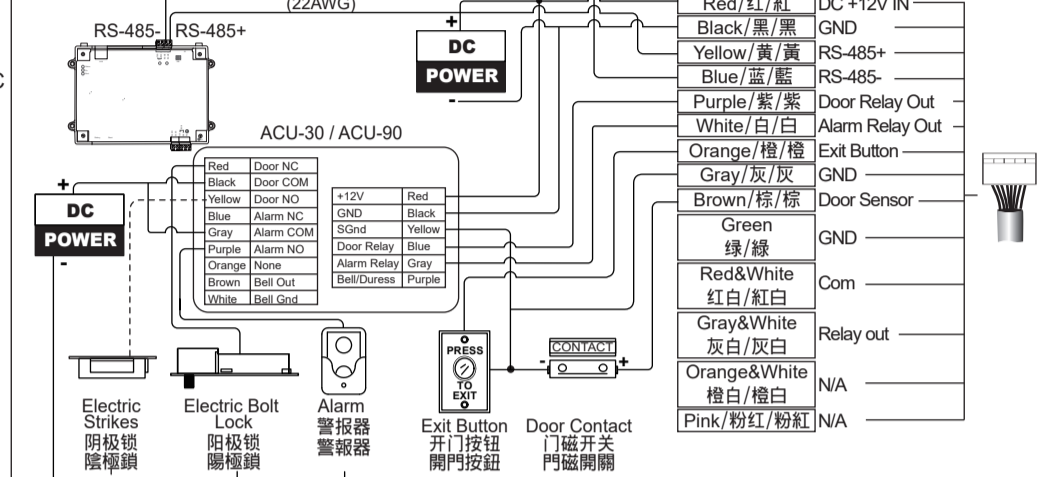 (22AWG)
RS-485- RS-485+
+
DC
POWER
-
Red/红/紅 DC +12V IN
Black/黑/黑 GND
Yellow/黄/黃 RS-485+
Blue/蓝/藍 RS-485-
Purple/紫/紫 Door Relay Out
White/白/白 Alarm Relay Out
Orange/橙/橙 Exit Button
Gray/灰/灰 GND
Brown/棕/棕 Door Sensor
Green
绿/綠
GND
Red&White
红白/紅白
Com
Gray&White
灰白/灰白
Relay out
Orange&White
橙白/橙白
N/A
Pink/粉红/粉紅 N/A
ACU-30 / ACU-90
Red Door NC
Black Door COM
Yellow Door NO
Blue Alarm NC
Gray Alarm COM
Purple Alarm NO
Orange None
Brown Bell Out
White Bell Gnd
+12V Red
GND Black
SGnd Yellow
Door Relay Blue
Alarm Relay Gray
Bell/Duress Purple
+
DC
POWER
-
PRESS
TO
EXIT
CONTACT
- +
Electric
Strikes
阴极锁
陰極鎖
Electric Bolt
Lock
阳极锁
陽極鎖
Alarm
警报器
警報器
Exit Button
开门按钮
開門按鈕
Door Contact
门磁开关
門磁開關